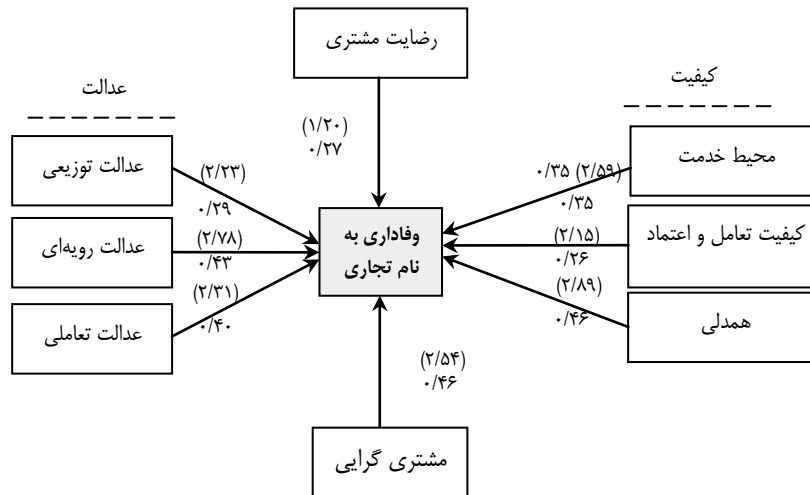 رضایت مشتری
عدالت
کیفیت
(۱/۲۰)
۰/۲۷
محیط خدمت
عدالت توزیعی
(۲/۲۳)
۰/۲۹
۰/۳۵ (۲/۵۹)
۰/۳۵
وفاداری به
نام تجاری
عدالت رویه‌ای
(۲/۷۸)
۰/۴۳
(۲/۱۵)
۰/۲۶
کیفیت تعامل و اعتماد
عدالت تعاملی
(۲/۳۱)
۰/۴۰
(۲/۸۹)
۰/۴۶
همدلی
(۲/۵۴)
۰/۴۶
مشتری گرایی